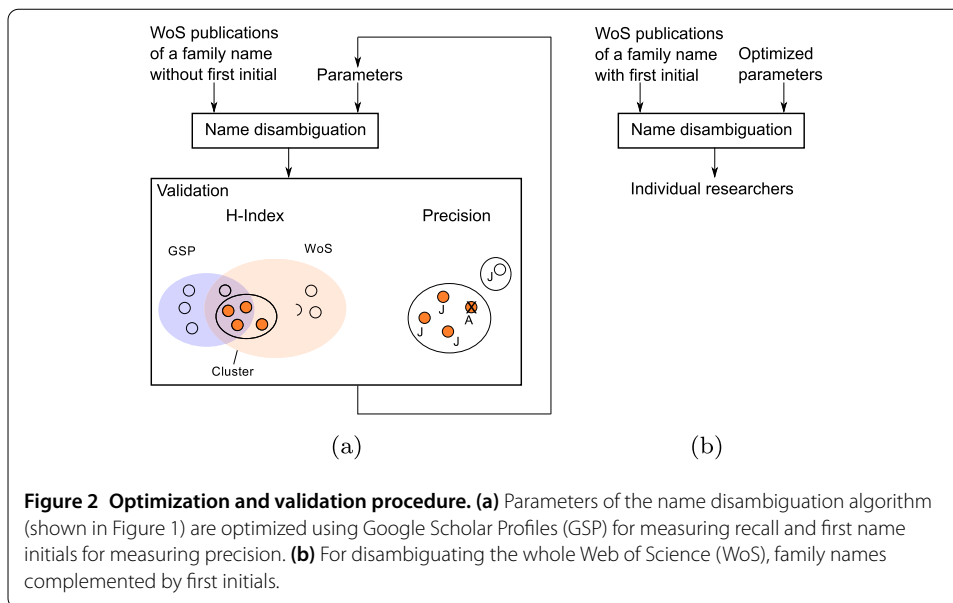 WoS publications
of a family name
without first initial
Parameters
Name disambiguation
Validation
H-Index
Precision
GSP
WoS
J
J
A
J
J
Cluster
(a)
WoS publications
of a family name
with first initial
Optimized
parameters
Name disambiguation
Individual researchers
(b)
Figure 2 Optimization and validation procedure. (a) Parameters of the name disambiguation algorithm
(shown in Figure 1) are optimized using Google Scholar Profiles (GSP) for measuring recall and first name
initials for measuring precision. (b) For disambiguating the whole Web of Science (WoS), family names
complemented by first initials.